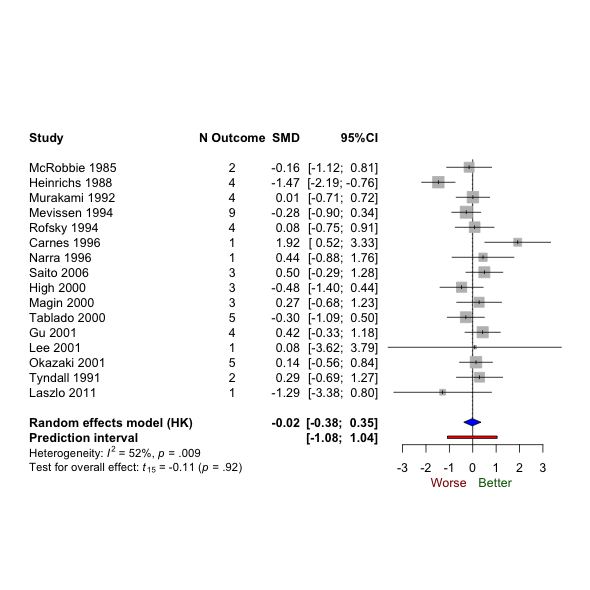 Study N Outcome SMD 95%CI
McRobbie 1985 2 -0.16 [-1.12; 0.81]
Heinrichs 1988 4 -1.47 [-2.19; -0.76]
Murakami 1992 4 0.01 [-0.71; 0.72]
Mevissen 1994 9 -0.28 [-0.90; 0.34]
Rofsky 1994 4 0.08 [-0.75; 0.91]
Carnes 1996 1 1.92 [ 0.52; 3.33]
Narra 1996 1 0.44 [-0.88; 1.76]
Saito 2006 3 0.50 [-0.29; 1.28]
High 2000 3 -0.48 [-1.40; 0.44]
Magin 2000 3 0.27 [-0.68; 1.23]
Tablado 2000 5 -0.30 [-1.09; 0.50]
Gu 2001 4 0.42 [-0.33; 1.18]
Lee 2001 1 0.08 [-3.62; 3.79]
Okazaki 2001 5 0.14 [-0.56; 0.84]
Tyndall 1991 2 0.29 [-0.69; 1.27]
Laszlo 2011 1 -1.29 [-3.38; 0.80]
Random effects model (HK) -0.02 [-0.38; 0.35]
Prediction interval [-1.08; 1.04]
Heterogeneity: I² = 52%, p = .009
Test for overall effect: t₁₅ = -0.11 (p = .92)
-3 -2 -1 0 1 2 3
Worse Better